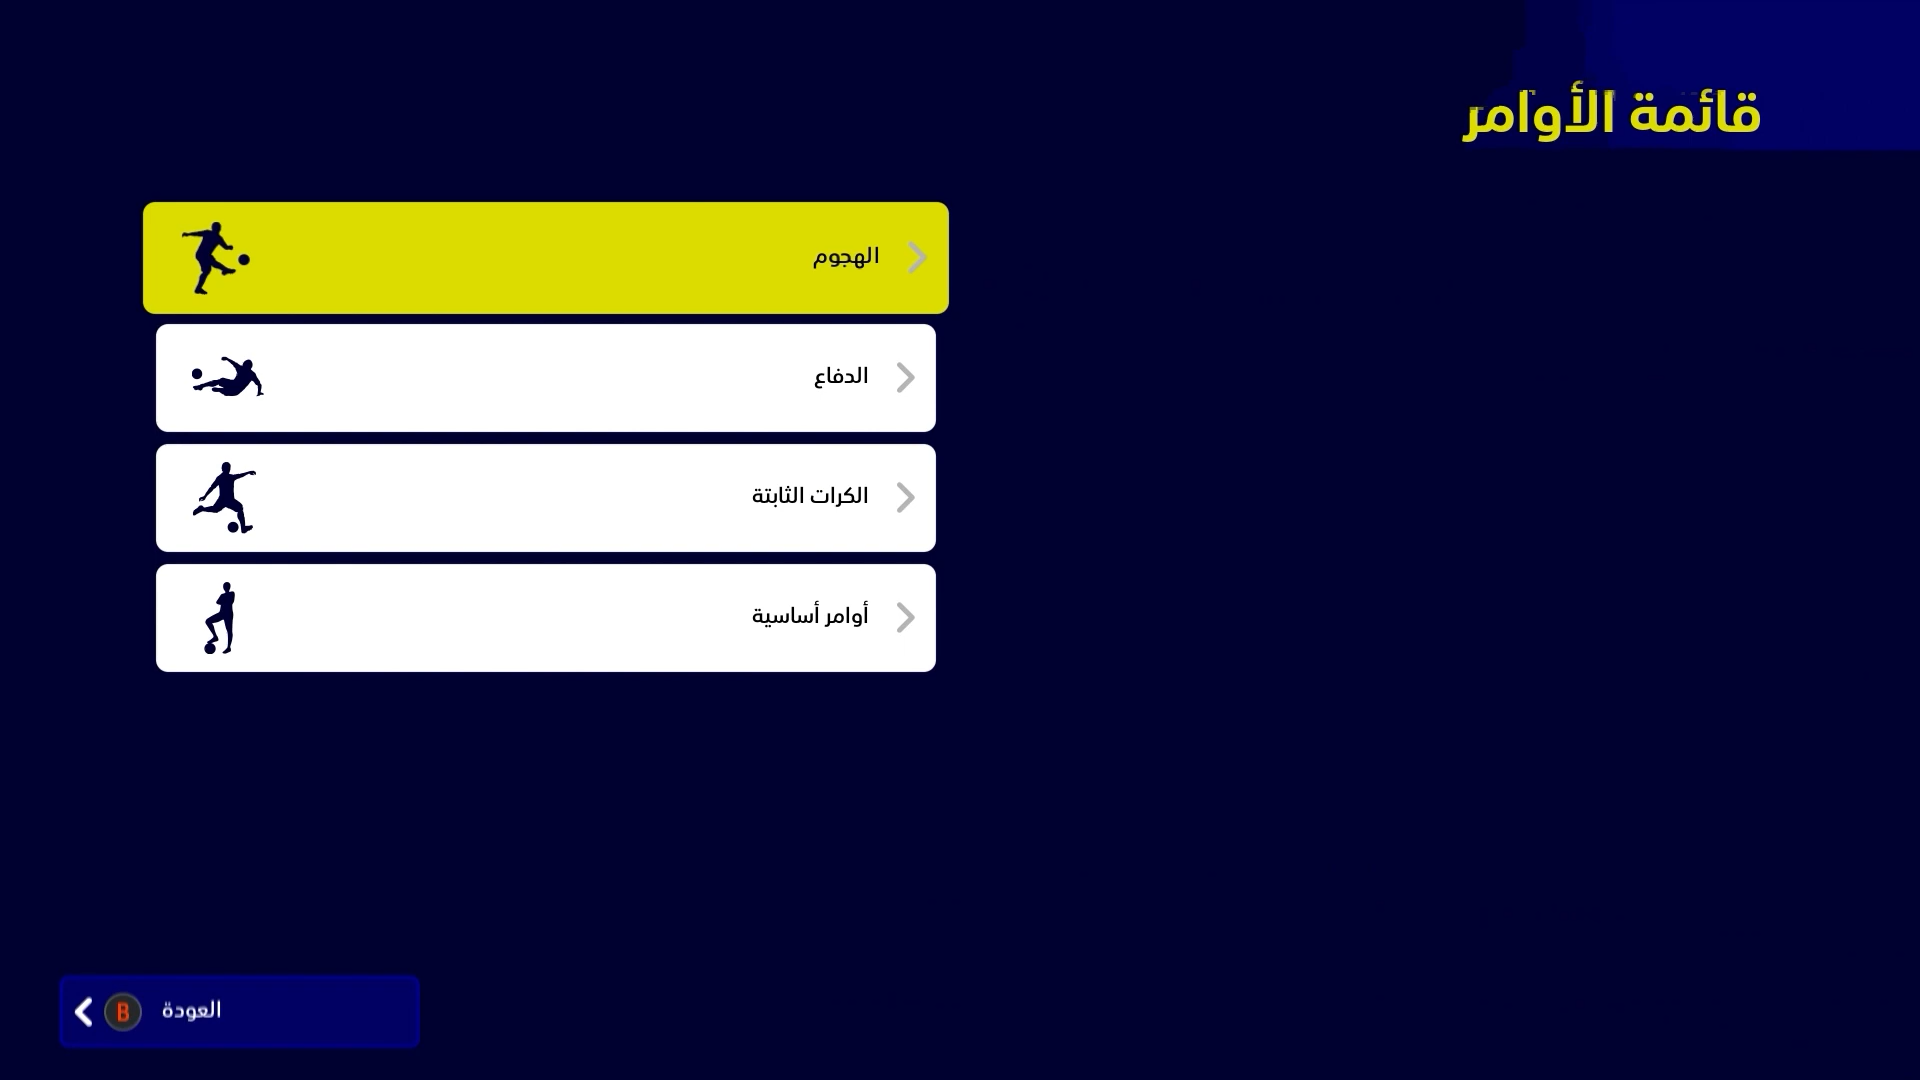 قائمة الأوامر
الهجوم
الدفاع
الكرات الثابتة
أوامر أساسية
B العودة